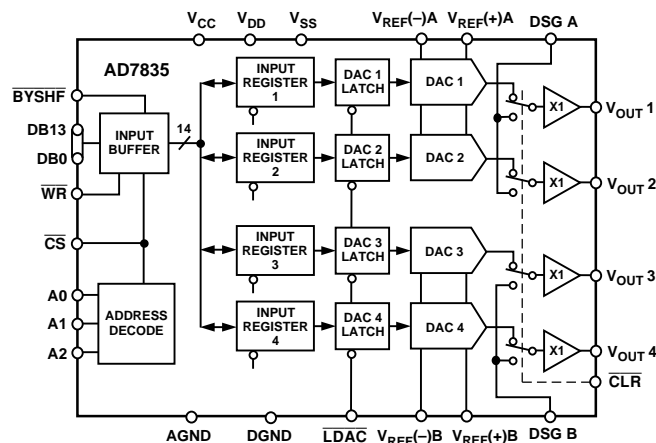 VCC VDD VSS VREF(–)A VREF(+)A DSG A
AD7835
BYSHF
DB13
DB0
WR
CS
A0
A1
A2
INPUT
BUFFER
14
ADDRESS
DECODE
INPUT
REGISTER
1
DAC 1
LATCH
DAC 1
X1
VOUT 1
INPUT
REGISTER
2
DAC 2
LATCH
DAC 2
X1
VOUT 2
INPUT
REGISTER
3
DAC 3
LATCH
DAC 3
X1
VOUT 3
INPUT
REGISTER
4
DAC 4
LATCH
DAC 4
X1
VOUT 4
CLR
AGND DGND LDAC VREF(–)B VREF(+)B DSG B